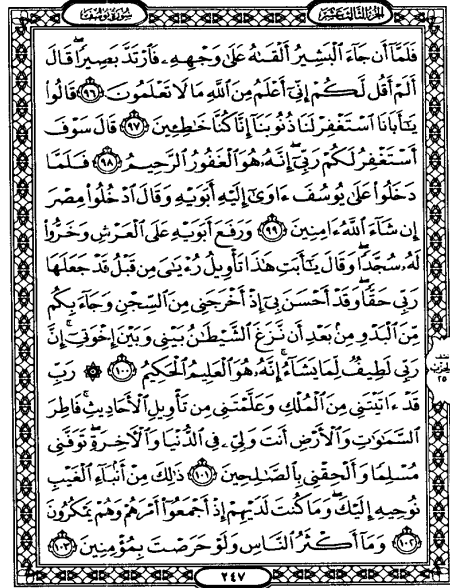 الجزء الثالث عشر
سورة يوسف
فَلَمَّآ أَن جَآءَ ٱلْبَشِيرُ أَلْقَىٰهُ عَلَىٰ وَجْهِهِۦ فَٱرْتَدَّ بَصِيرًۭا ۖ قَالَ
أَلَمْ أَقُل لَّكُمْ إِنِّىٓ أَعْلَمُ مِنَ ٱللَّهِ مَا لَا تَعْلَمُونَ ٩٦ قَالُوا۟
يَـٰٓأَبَانَا ٱسْتَغْفِرْ لَنَا ذُنُوبَنَآ إِنَّا كُنَّا خَـٰطِـِٔينَ ٩٧ قَالَ سَوْفَ
أَسْتَغْفِرُ لَكُمْ رَبِّىٓ ۖ إِنَّهُۥ هُوَ ٱلْغَفُورُ ٱلرَّحِيمُ ٩٨ فَلَمَّا
دَخَلُوا۟ عَلَىٰ يُوسُفَ ءَاوَىٰٓ إِلَيْهِ أَبَوَيْهِ وَقَالَ ٱدْخُلُوا۟ مِصْرَ
إِن شَآءَ ٱللَّهُ ءَامِنِينَ ٩٩ وَرَفَعَ أَبَوَيْهِ عَلَى ٱلْعَرْشِ وَخَرُّوا۟
لَهُۥ سُجَّدًۭا ۖ وَقَالَ يَـٰٓأَبَتِ هَـٰذَا تَأْوِيلُ رُءْيَـٰىَ مِن قَبْلُ قَدْ جَعَلَهَا
رَبِّى حَقًّۭا ۖ وَقَدْ أَحْسَنَ بِىٓ إِذْ أَخْرَجَنِى مِنَ ٱلسِّجْنِ وَجَآءَ بِكُم
مِّنَ ٱلْبَدْوِ مِنۢ بَعْدِ أَن نَّزَغَ ٱلشَّيْطَـٰنُ بَيْنِى وَبَيْنَ إِخْوَتِىٓ ۚ إِنَّ
رَبِّى لَطِيفٌۭ لِّمَا يَشَآءُ ۚ إِنَّهُۥ هُوَ ٱلْعَلِيمُ ٱلْحَكِيمُ ١٠٠ ۞ رَبِّ
قَدْ ءَاتَيْتَنِى مِنَ ٱلْمُلْكِ وَعَلَّمْتَنِى مِن تَأْوِيلِ ٱلْأَحَادِيثِ ۚ فَاطِرَ
ٱلسَّمَـٰوَٰتِ وَٱلْأَرْضِ أَنتَ وَلِىِّۦ فِى ٱلدُّنْيَا وَٱلْـَٔاخِرَةِ ۖ تَوَفَّنِى
مُسْلِمًۭا وَأَلْحِقْنِى بِٱلصَّـٰلِحِينَ ١٠١ ذَٰلِكَ مِنْ أَنۢبَآءِ ٱلْغَيْبِ
نُوحِيهِ إِلَيْكَ ۖ وَمَا كُنتَ لَدَيْهِمْ إِذْ أَجْمَعُوٓا۟ أَمْرَهُمْ وَهُمْ يَمْكُرُونَ
١٠٢ وَمَآ أَكْثَرُ ٱلنَّاسِ وَلَوْ حَرَصْتَ بِمُؤْمِنِينَ ١٠٣
نصف
الحزب
٢٥
٢٤٧